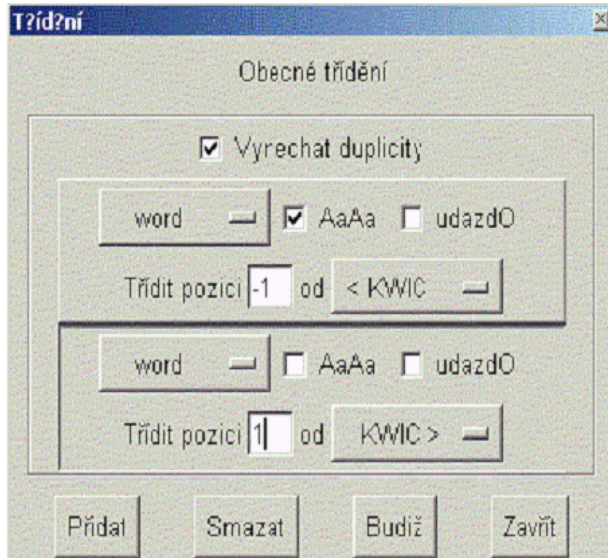 T?íd?ní
Obecné třídění
Vyrechat duplicity
word AaAa udazdO
Třídit pozici -1 od < KWIC
word AaAa udazdO
Třídit pozici 1 od KWIC >
Přidat Smazat Budiž Zavřít